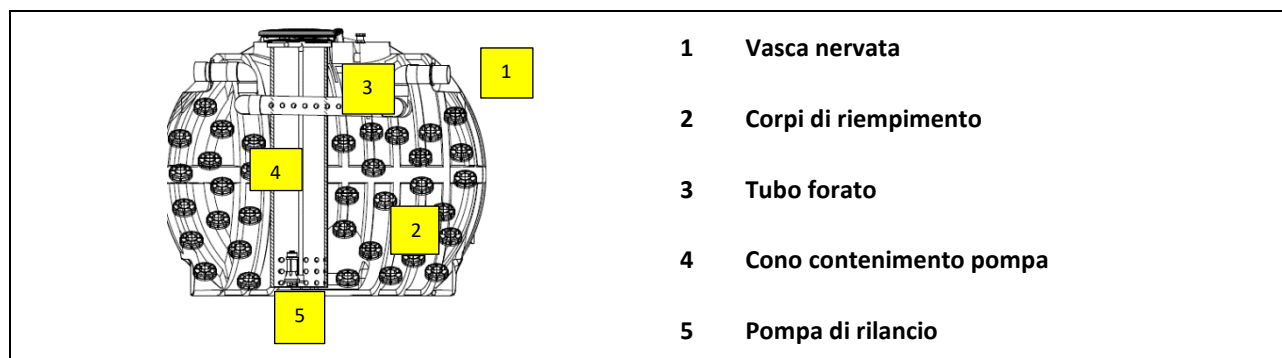 1 Vasca nervata
2 Corpi di riempimento
3 Tubo forato
4 Cono contenimento pompa
5 Pompa di rilancio
1
3
4
2
5